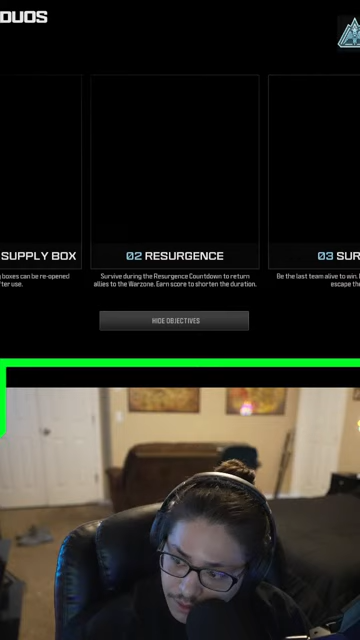 DUOS
SUPPLY BOX
boxes can be re-opened
after use.
02 RESURGENCE
Survive during the Resurgence Countdown to return
allies to the Warzone. Earn score to shorten the duration.
03 SUR
Be the last team alive to win.
escape the
HIDE OBJECTIVES